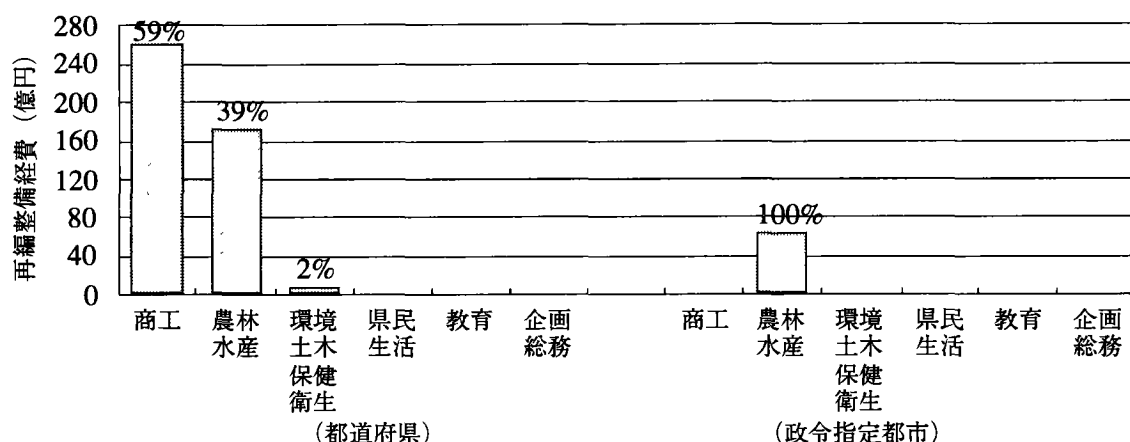 再編整備経費(億円)
280
240
200
160
120
80
40
0
59%
39%
2%
100%
商工
農林
水産
環境
土木
保健
衛生
県民
生活
教育
企画
総務
商工
農林
水産
環境
土木
保健
衛生
県民
生活
教育
企画
総務
(都道府県)
(政令指定都市)